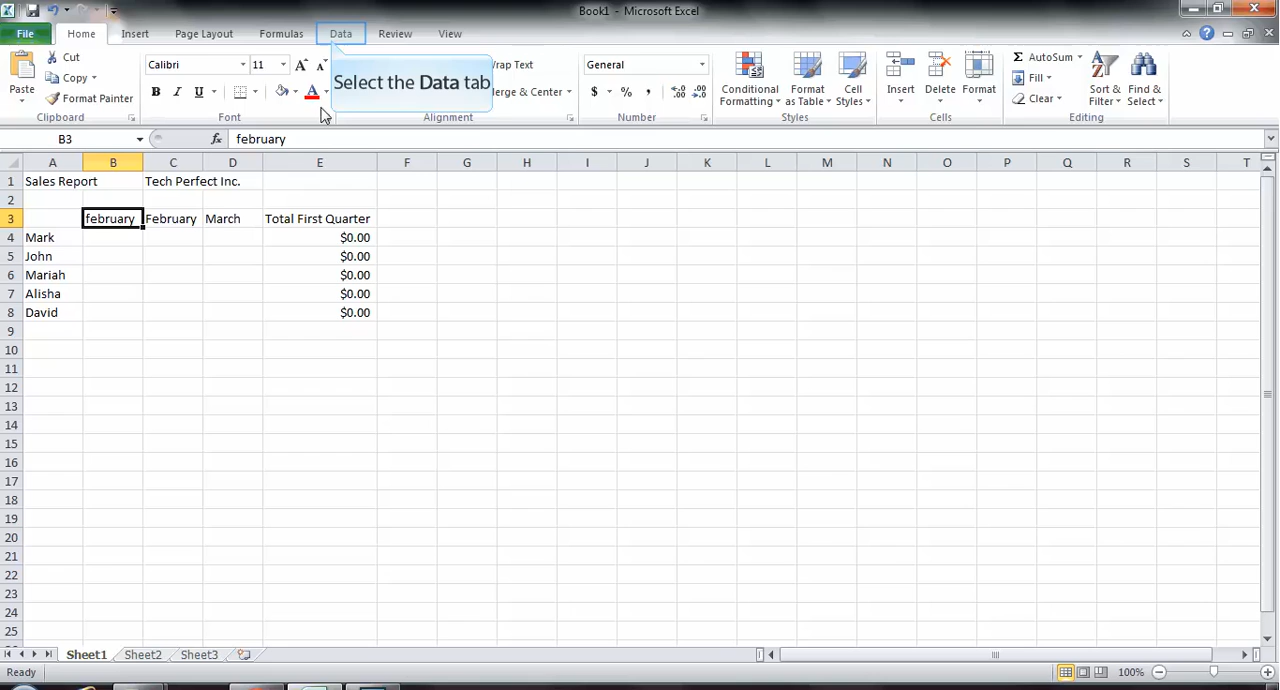 Book1 - Microsoft Excel
File Home Insert Page Layout Formulas Data Review View
Cut
Copy
Format Painter
Paste
Clipboard
Calibri 11
B I U A
Font
Select the Data tab
rap Text
lerge & Center
Alignment
General
$ % ,
Number
Conditional Formatting
Format as Table
Cell Styles
Styles
Insert Delete Format
Cells
Σ AutoSum
Fill
Clear
Sort & Filter
Find & Select
Editing
B3 fx february
A B C D E F G H I J K L M N O P Q R S T
1 Sales Report Tech Perfect Inc.
2
3 february February March Total First Quarter
4 Mark $0.00
5 John $0.00
6 Mariah $0.00
7 Alisha $0.00
8 David $0.00
9
10
11
12
13
14
15
16
17
18
19
20
21
22
23
24
25
Sheet1 Sheet2 Sheet3
Ready 100%